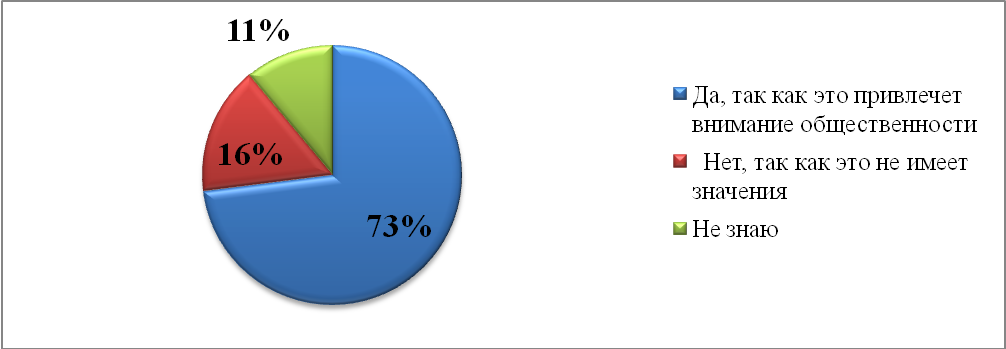 11%
16%
73%
Да, так как это привлечет
внимание общественности
Нет, так как это не имеет
значения
Не знаю